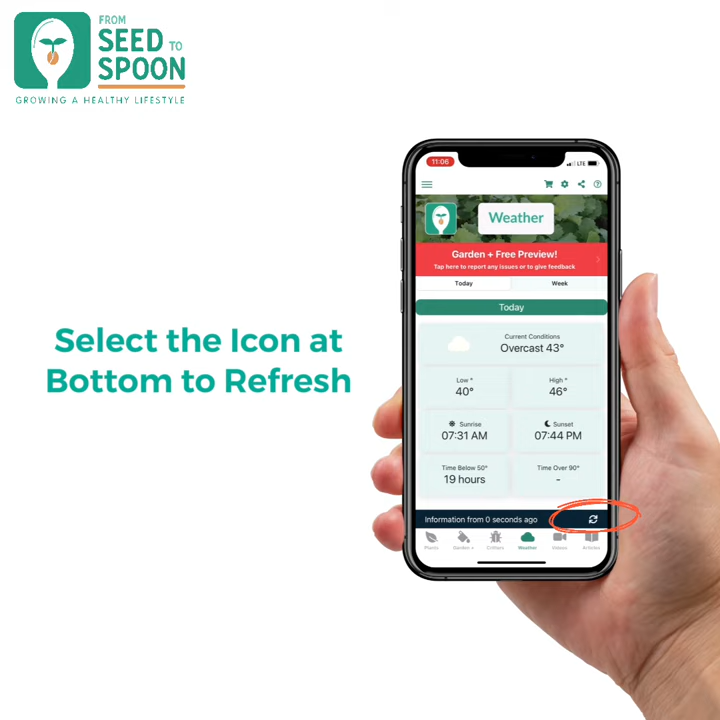 FROM
SEED TO
SPOON
GROWING A HEALTHY LIFESTYLE
Select the Icon at
Bottom to Refresh
11:06
LTE
Weather
Garden + Free Preview!
Tap here to report any issues or to give feedback
Today
Week
Today
Current Conditions
Overcast 43°
Low °
40°
High °
46°
Sunrise
07:31 AM
Sunset
07:44 PM
Time Below 50°
19 hours
Time Over 90°
-
Information from 0 seconds ago
Plants
Garden +
Critters
Weather
Videos
Articles